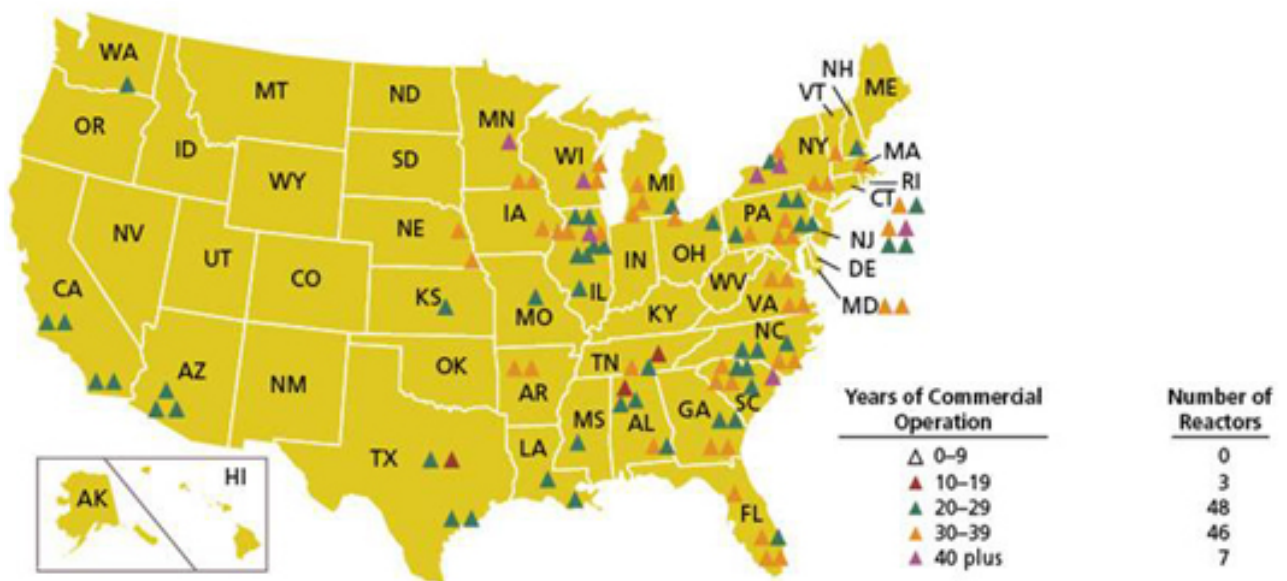 WA
MT
ND
MN
OR
ID
WY
SD
WI
MI
NH
VT
ME
NY
MA
RI
CT
NV
UT
CO
NE
IA
IL
IN
OH
PA
NJ
DE
MD
WV
VA
CA
AZ
NM
KS
MO
KY
OK
AR
TN
NC
SC
MS
AL
GA
TX
LA
FL
AK
HI
Years of Commercial Operation Number of Reactors
0–9 0
10–19 3
20–29 48
30–39 46
40 plus 7